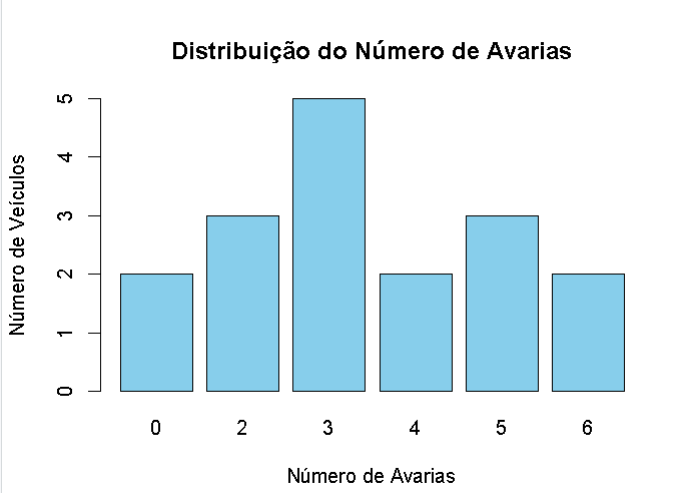 Distribuição do Número de Avarias
5
4
3
2
1
0
Número de Veículos
0 2 3 4 5 6
Número de Avarias